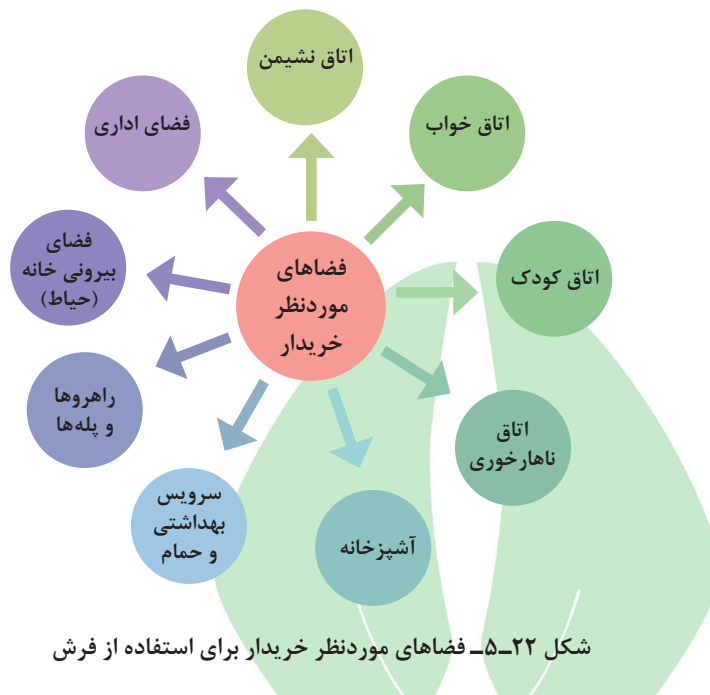 اتاق نشیمن
اتاق خواب
اتاق کودک
اتاق
ناهارخوری
آشپزخانه
سرویس
بهداشتی
و حمام
راهروها
و پله‌ها
فضای
بیرونی خانه
(حیاط)
فضای اداری
فضاهای
موردنظر
خریدار
شکل ۲۲ــ۵ــ فضاهای موردنظر خریدار برای استفاده از فرش